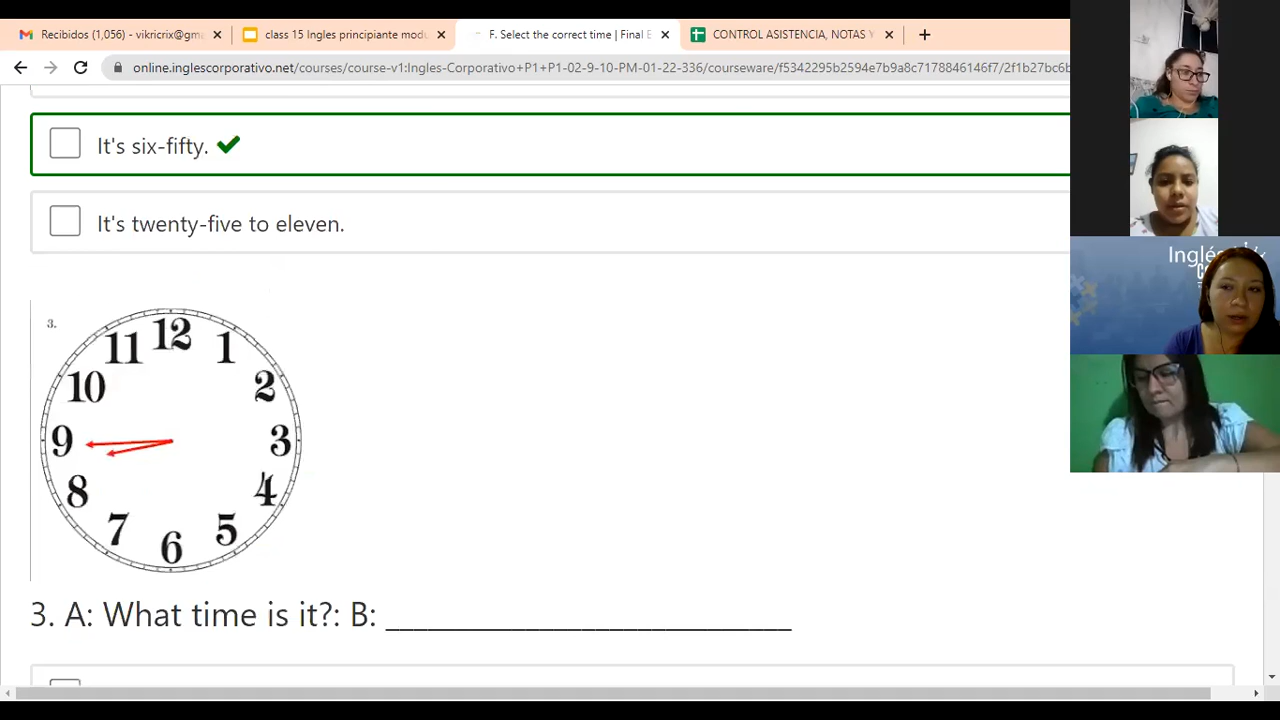 Recibidos (1,056) - vikricrix@gm
class 15 Ingles principiante modu
F. Select the correct time | Final E
CONTROL ASISTENCIA, NOTAS Y
online.inglescorporativo.net/courses/course-v1:Ingles-Corporativo+P1+P1-02-9-10-PM-01-22-336/courseware/f5342295b2594e7b9a8c7178846146f7/2f1b27bc6b
It's six-fifty.
It's twenty-five to eleven.
3.
12
11 1
10 2
9 3
8 4
7 5
6
3. A: What time is it?: B: ____________________________
Inglés